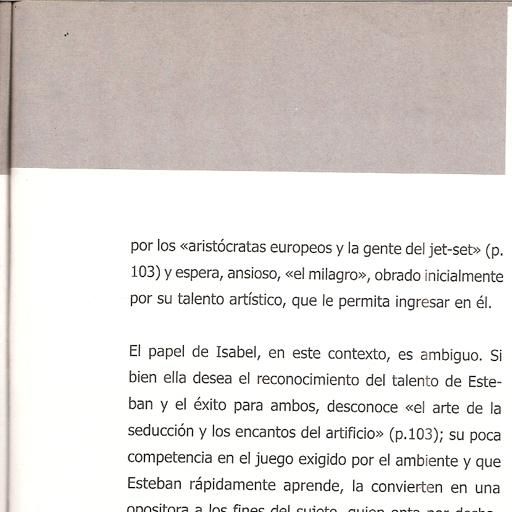 por los «aristócratas europeos y la gente del jet-set» (p.
103) y espera, ansioso, «el milagro», obrado inicialmente
por su talento artístico, que le permita ingresar en él.
El papel de Isabel, en este contexto, es ambiguo. Si
bien ella desea el reconocimiento del talento de Este-
ban y el éxito para ambos, desconoce «el arte de la
seducción y los encantos del artificio» (p.103); su poca
competencia en el juego exigido por el ambiente y que
Esteban rápidamente aprende, la convierten en una
opositora a los fines del sujeto, quien opta por